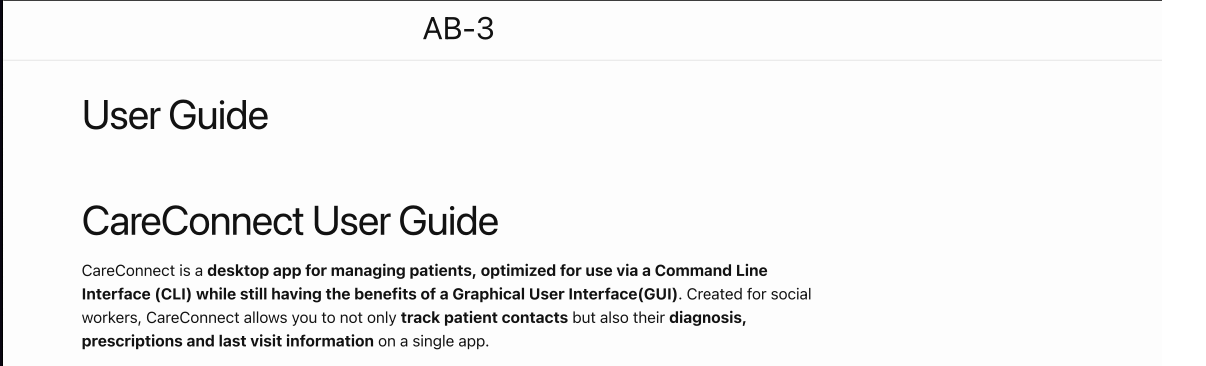 AB-3
User Guide
CareConnect User Guide
CareConnect is a desktop app for managing patients, optimized for use via a Command Line
Interface (CLI) while still having the benefits of a Graphical User Interface(GUI). Created for social
workers, CareConnect allows you to not only track patient contacts but also their diagnosis,
prescriptions and last visit information on a single app.